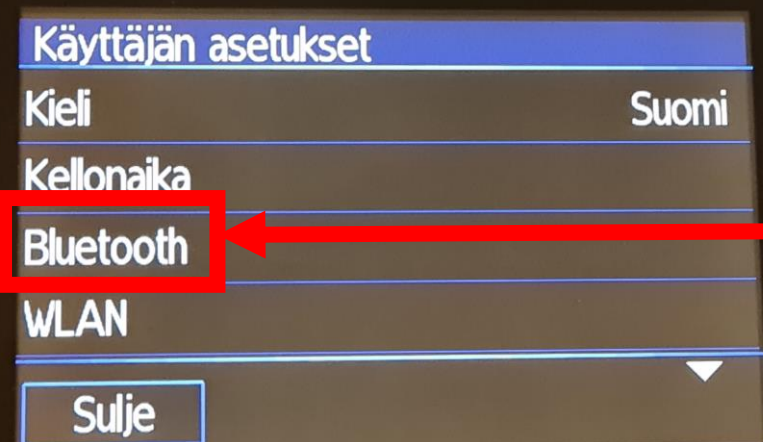 Käyttäjän asetukset
Kieli Suomi
Kellonaika
Bluetooth
WLAN
Sulje